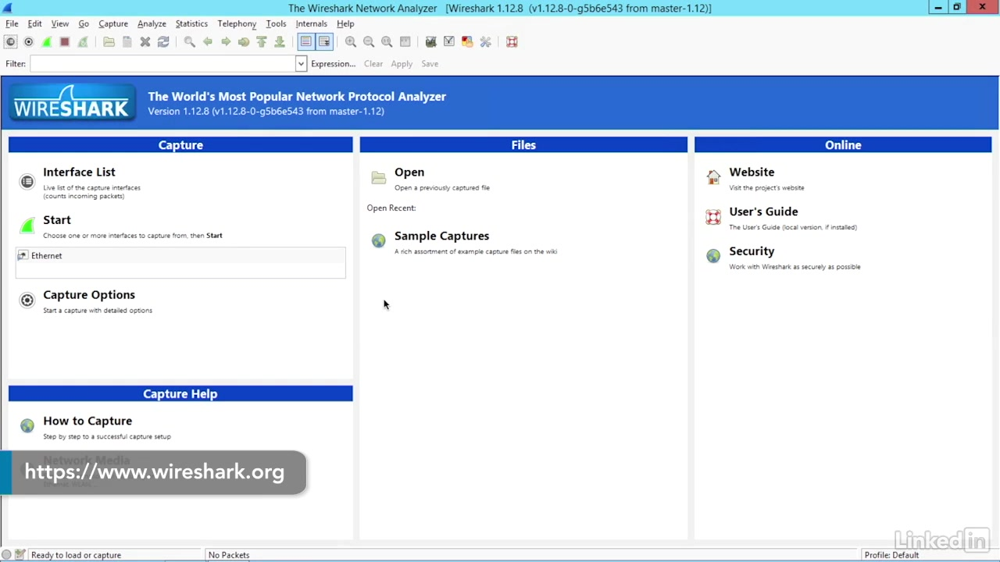 The Wireshark Network Analyzer [Wireshark 1.12.8 (v1.12.8-0-g5b6e543 from master-1.12)]
File Edit View Go Capture Analyze Statistics Telephony Tools Internals Help
Filter: Expression... Clear Apply Save
WIRESHARK
The World's Most Popular Network Protocol Analyzer
Version 1.12.8 (v1.12.8-0-g5b6e543 from master-1.12)
Capture
Interface List
Live list of the capture interfaces
(counts incoming packets)
Start
Choose one or more interfaces to capture from, then Start
Ethernet
Capture Options
Start a capture with detailed options
Capture Help
How to Capture
Step by step to a successful capture setup
Network Media
https://www.wireshark.org
Ethernet, WLAN, ...
Files
Open
Open a previously captured file
Open Recent:
Sample Captures
A rich assortment of example capture files on the wiki
Online
Website
Visit the project's website
User's Guide
The User's Guide (local version, if installed)
Security
Work with Wireshark as securely as possible
LinkedIn
Ready to load or capture
No Packets
Profile: Default